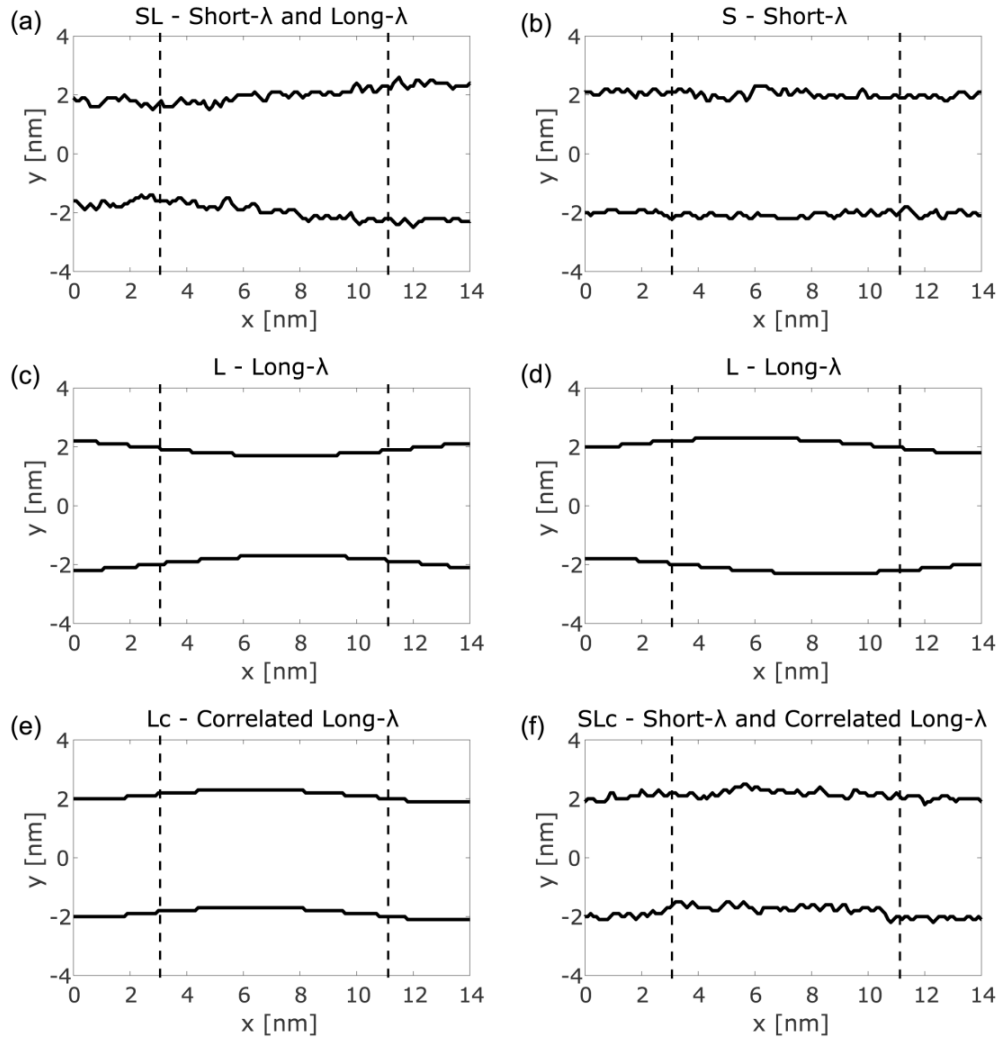 (a) SL - Short-λ and Long-λ
4
2
0
-2
-4
y [nm]
0 2 4 6 8 10 12 14
x [nm]
(b) S - Short-λ
4
2
0
-2
-4
y [nm]
0 2 4 6 8 10 12 14
x [nm]
(c) L - Long-λ
4
2
0
-2
-4
y [nm]
0 2 4 6 8 10 12 14
x [nm]
(d) L - Long-λ
4
2
0
-2
-4
y [nm]
0 2 4 6 8 10 12 14
x [nm]
(e) Lc - Correlated Long-λ
4
2
0
-2
-4
y [nm]
0 2 4 6 8 10 12 14
x [nm]
(f) SLc - Short-λ and Correlated Long-λ
4
2
0
-2
-4
y [nm]
0 2 4 6 8 10 12 14
x [nm]